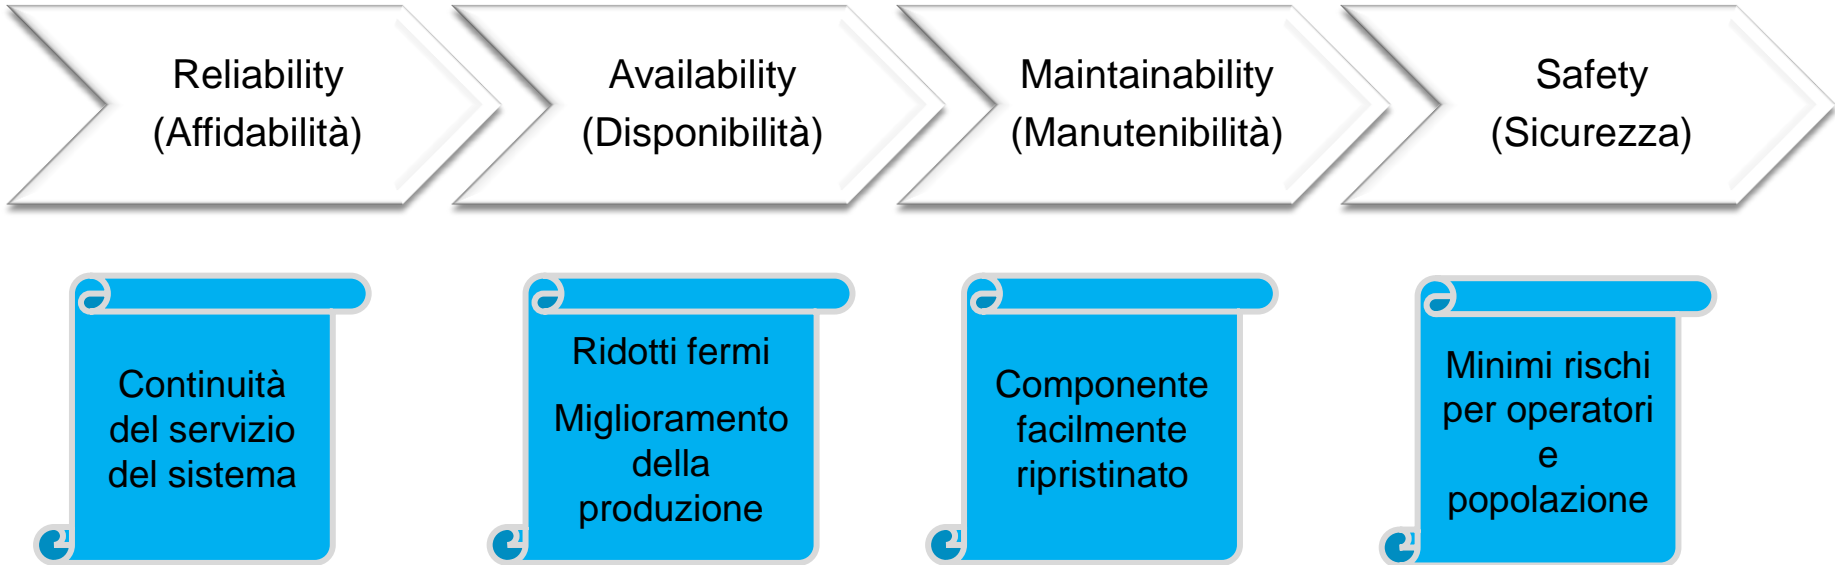 Reliability
(Affidabilità)
Availability
(Disponibilità)
Maintainability
(Manutenibilità)
Safety
(Sicurezza)
Continuità
del servizio
del sistema
Ridotti fermi
Miglioramento
della
produzione
Componente
facilmente
ripristinato
Minimi rischi
per operatori
e
popolazione